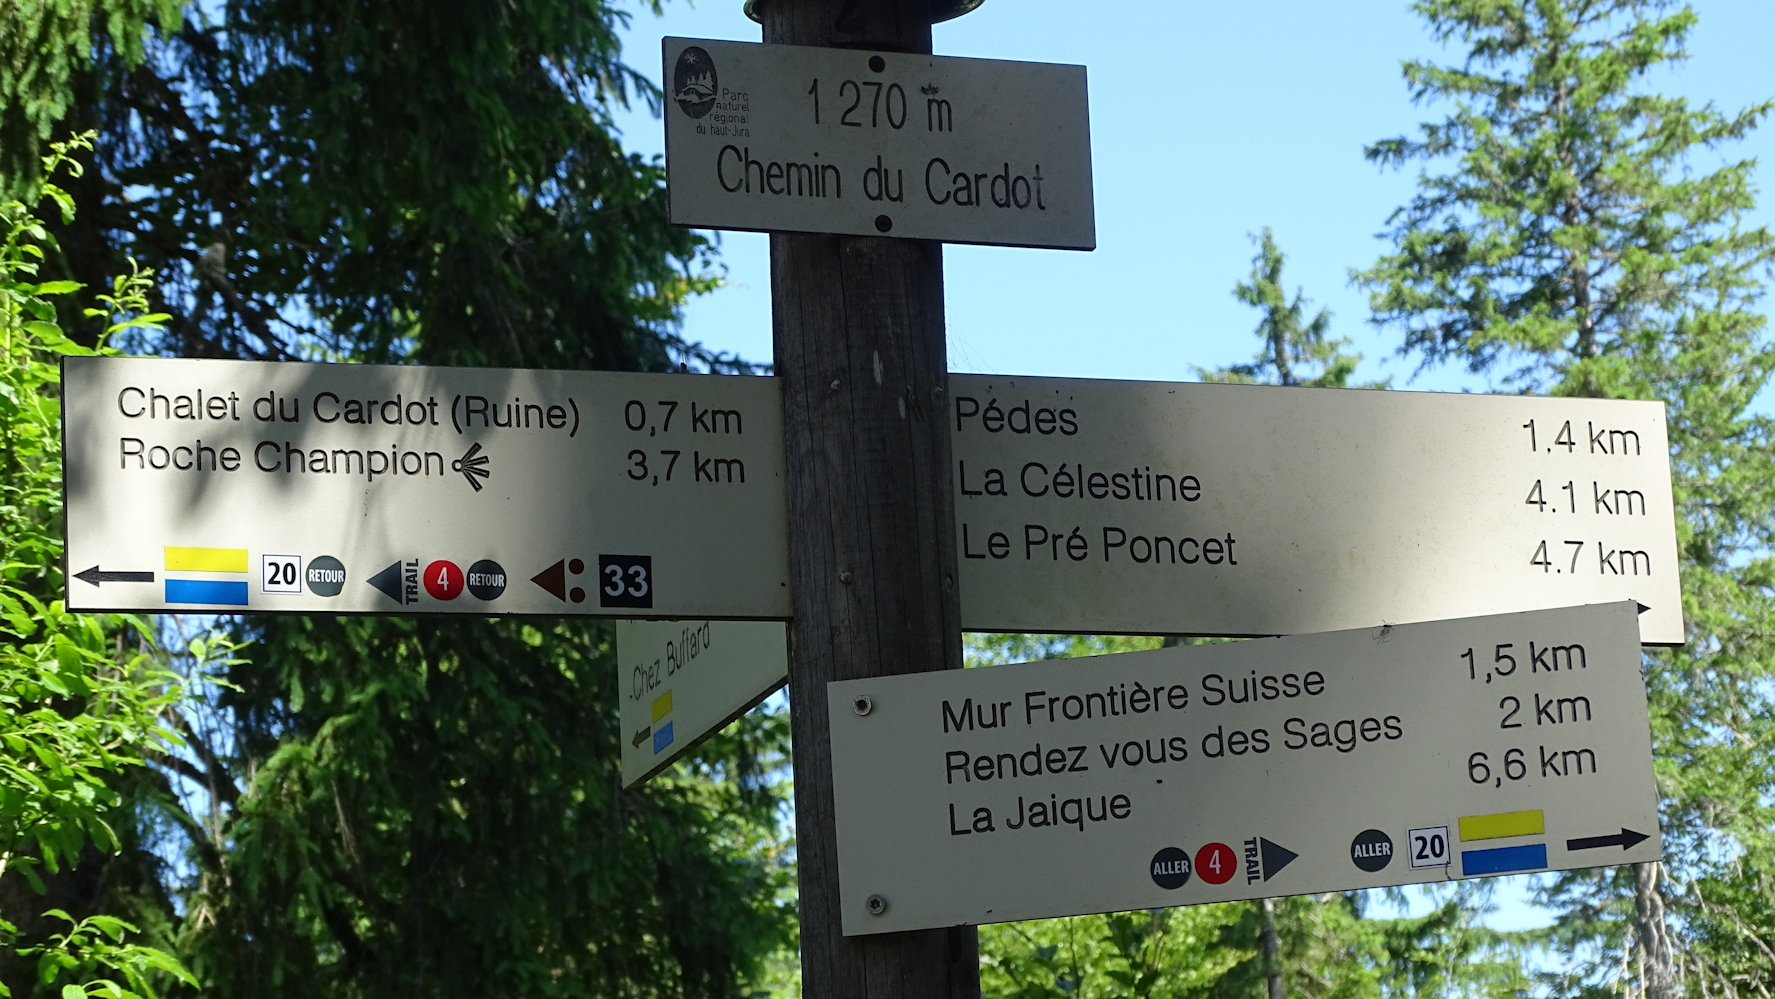 Parc
naturel
régional
du haut-Jura
1 270 m
Chemin du Cardot
Chalet du Cardot (Ruine) 0,7 km
Roche Champion 3,7 km
20 RETOUR TRAIL 4 RETOUR 33
Pédes 1.4 km
La Célestine 4.1 km
Le Pré Poncet 4.7 km
Chez Buffard
Mur Frontière Suisse 1,5 km
Rendez vous des Sages 2 km
La Jaique 6,6 km
ALLER 4 TRAIL ALLER 20